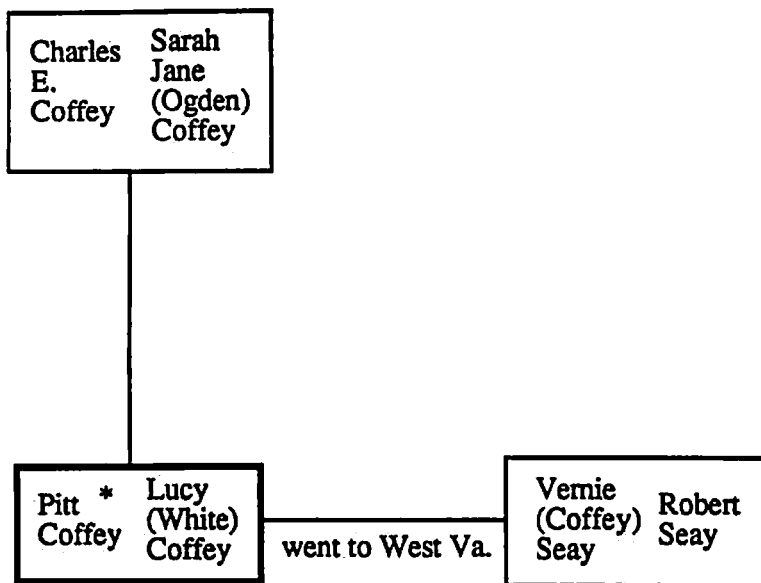 Charles
E.
Coffey
Sarah
Jane
(Ogden)
Coffey
Pitt *
Coffey
Lucy
(White)
Coffey
went to West Va.
Vernie
(Coffey)
Seay
Robert
Seay